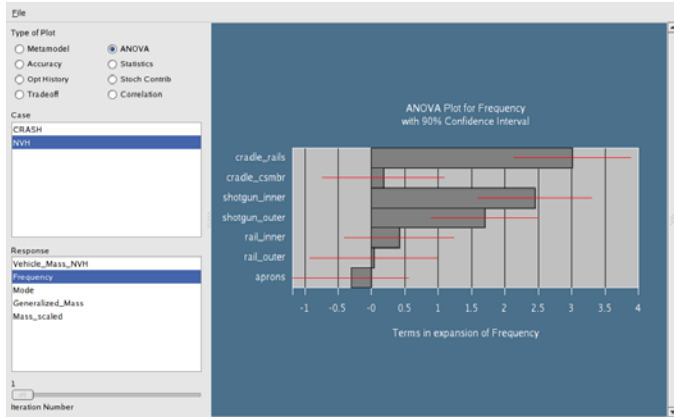 File
Type of Plot
Metamodel
ANOVA
Accuracy
Statistics
Opt History
Stoch Contrib
Tradeoff
Correlation
Case
CRASH
NVH
Response
Vehicle_Mass_NVH
Frequency
Mode
Generalized_Mass
Mass_scaled
1
Iteration Number
ANOVA Plot for Frequency
with 90% Confidence Interval
cradle_rails
cradle_csmbr
shotgun_inner
shotgun_outer
rail_inner
rail_outer
aprons
-1 -0.5 -0 0.5 1 1.5 2 2.5 3 3.5 4
Terms in expansion of Frequency